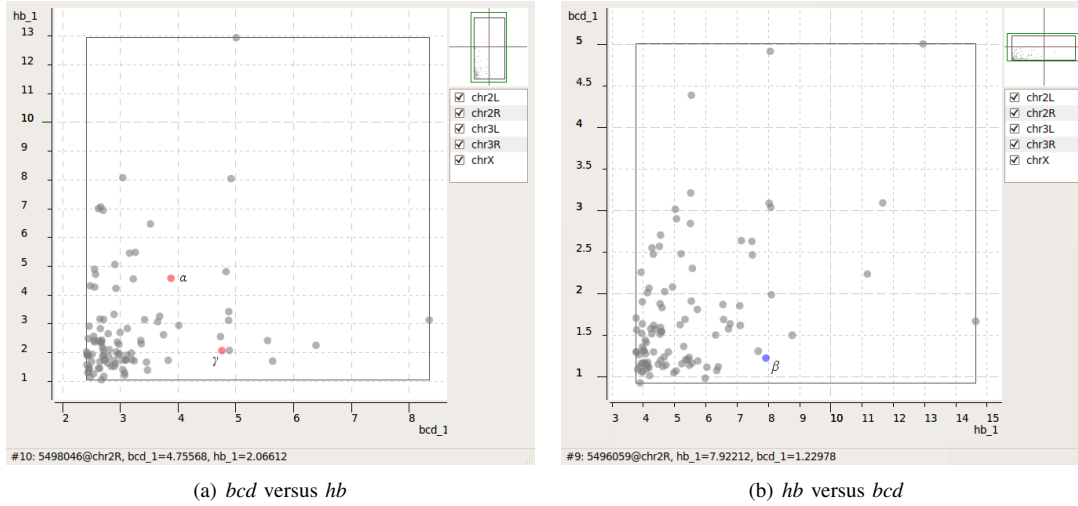 hb_1
13
12
11
10
9
8
7
6
5
4
3
2
1
α
γ
2
3
4
5
6
7
8
bcd_1
chr2L
chr2R
chr3L
chr3R
chrX
#10: 5498046@chr2R, bcd_1=4.75568, hb_1=2.06612
(a) bcd versus hb
bcd_1
5
4.5
4
3.5
3
2.5
2
1.5
1
β
3
4
5
6
7
8
9
10
11
12
13
14
15
hb_1
chr2L
chr2R
chr3L
chr3R
chrX
#9: 5496059@chr2R, hb_1=7.92212, bcd_1=1.22978
(b) hb versus bcd